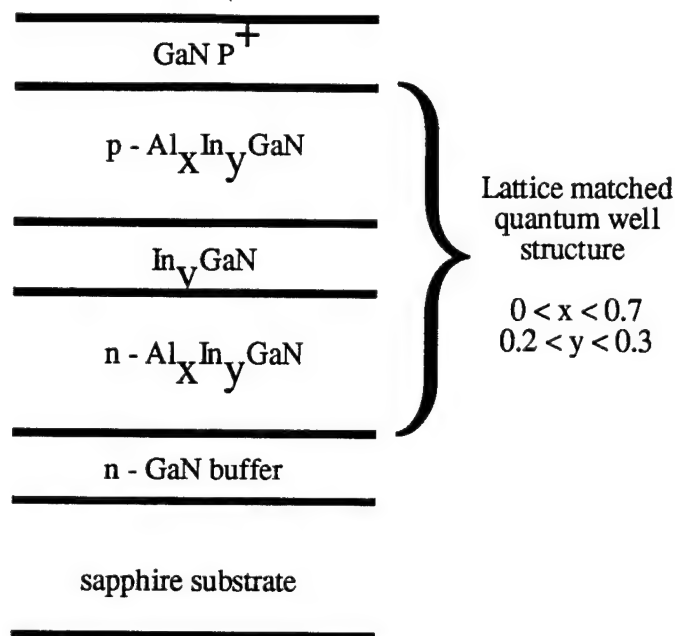 GaN P+
p - AlxInyGaN
InyGaN
n - AlxInyGaN
n - GaN buffer
sapphire substrate
Lattice matched
quantum well
structure
0 < x < 0.7
0.2 < y < 0.3